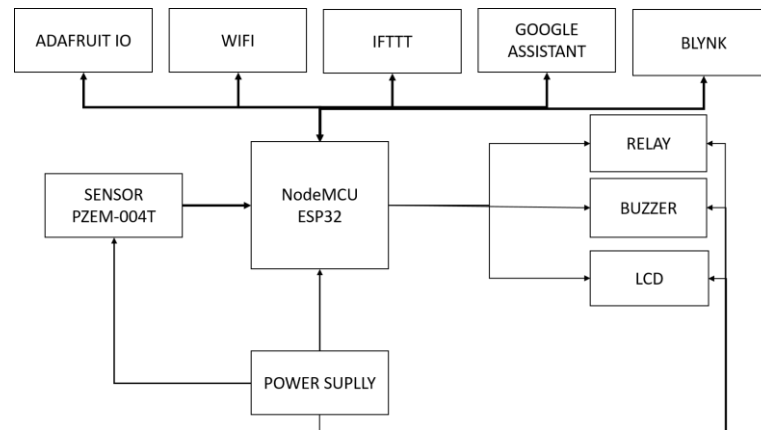 ADAFRUIT IO
WIFI
IFTTT
GOOGLE
ASSISTANT
BLYNK
SENSOR
PZEM-004T
NodeMCU
ESP32
RELAY
BUZZER
LCD
POWER SUPLLY